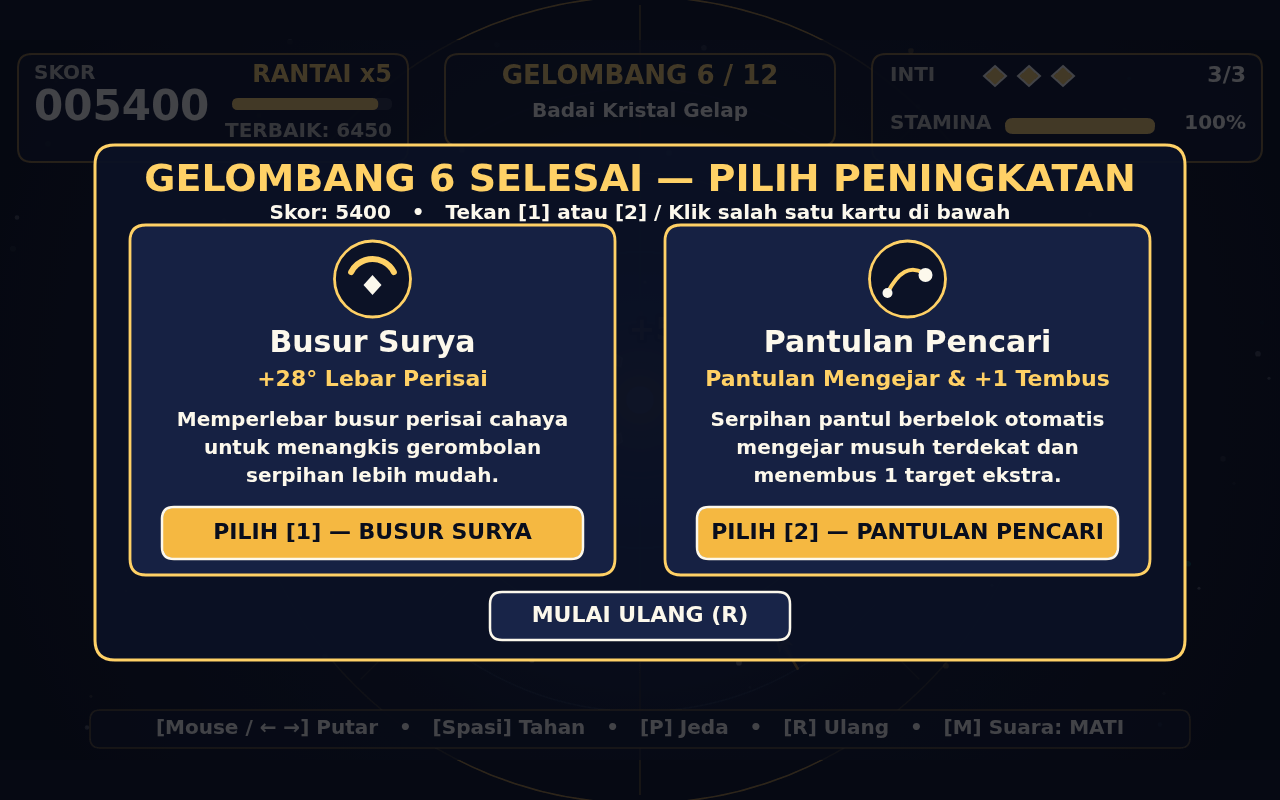 SKOR
005400
RANTAI x5
TERBAIK: 6450
GELOMBANG 6 / 12
Badai Kristal Gelap
INTI
3/3
STAMINA
100%
GELOMBANG 6 SELESAI — PILIH PENINGKATAN
Skor: 5400 • Tekan [1] atau [2] / Klik salah satu kartu di bawah
Busur Surya
+28° Lebar Perisai
Memperlebar busur perisai cahaya
untuk menangkis gerombolan
serpihan lebih mudah.
PILIH [1] — BUSUR SURYA
Pantulan Pencari
Pantulan Mengejar & +1 Tembus
Serpihan pantul berbelok otomatis
mengejar musuh terdekat dan
menembus 1 target ekstra.
PILIH [2] — PANTULAN PENCARI
MULAI ULANG (R)
[Mouse / ← →] Putar • [Spasi] Tahan • [P] Jeda • [R] Ulang • [M] Suara: MATI